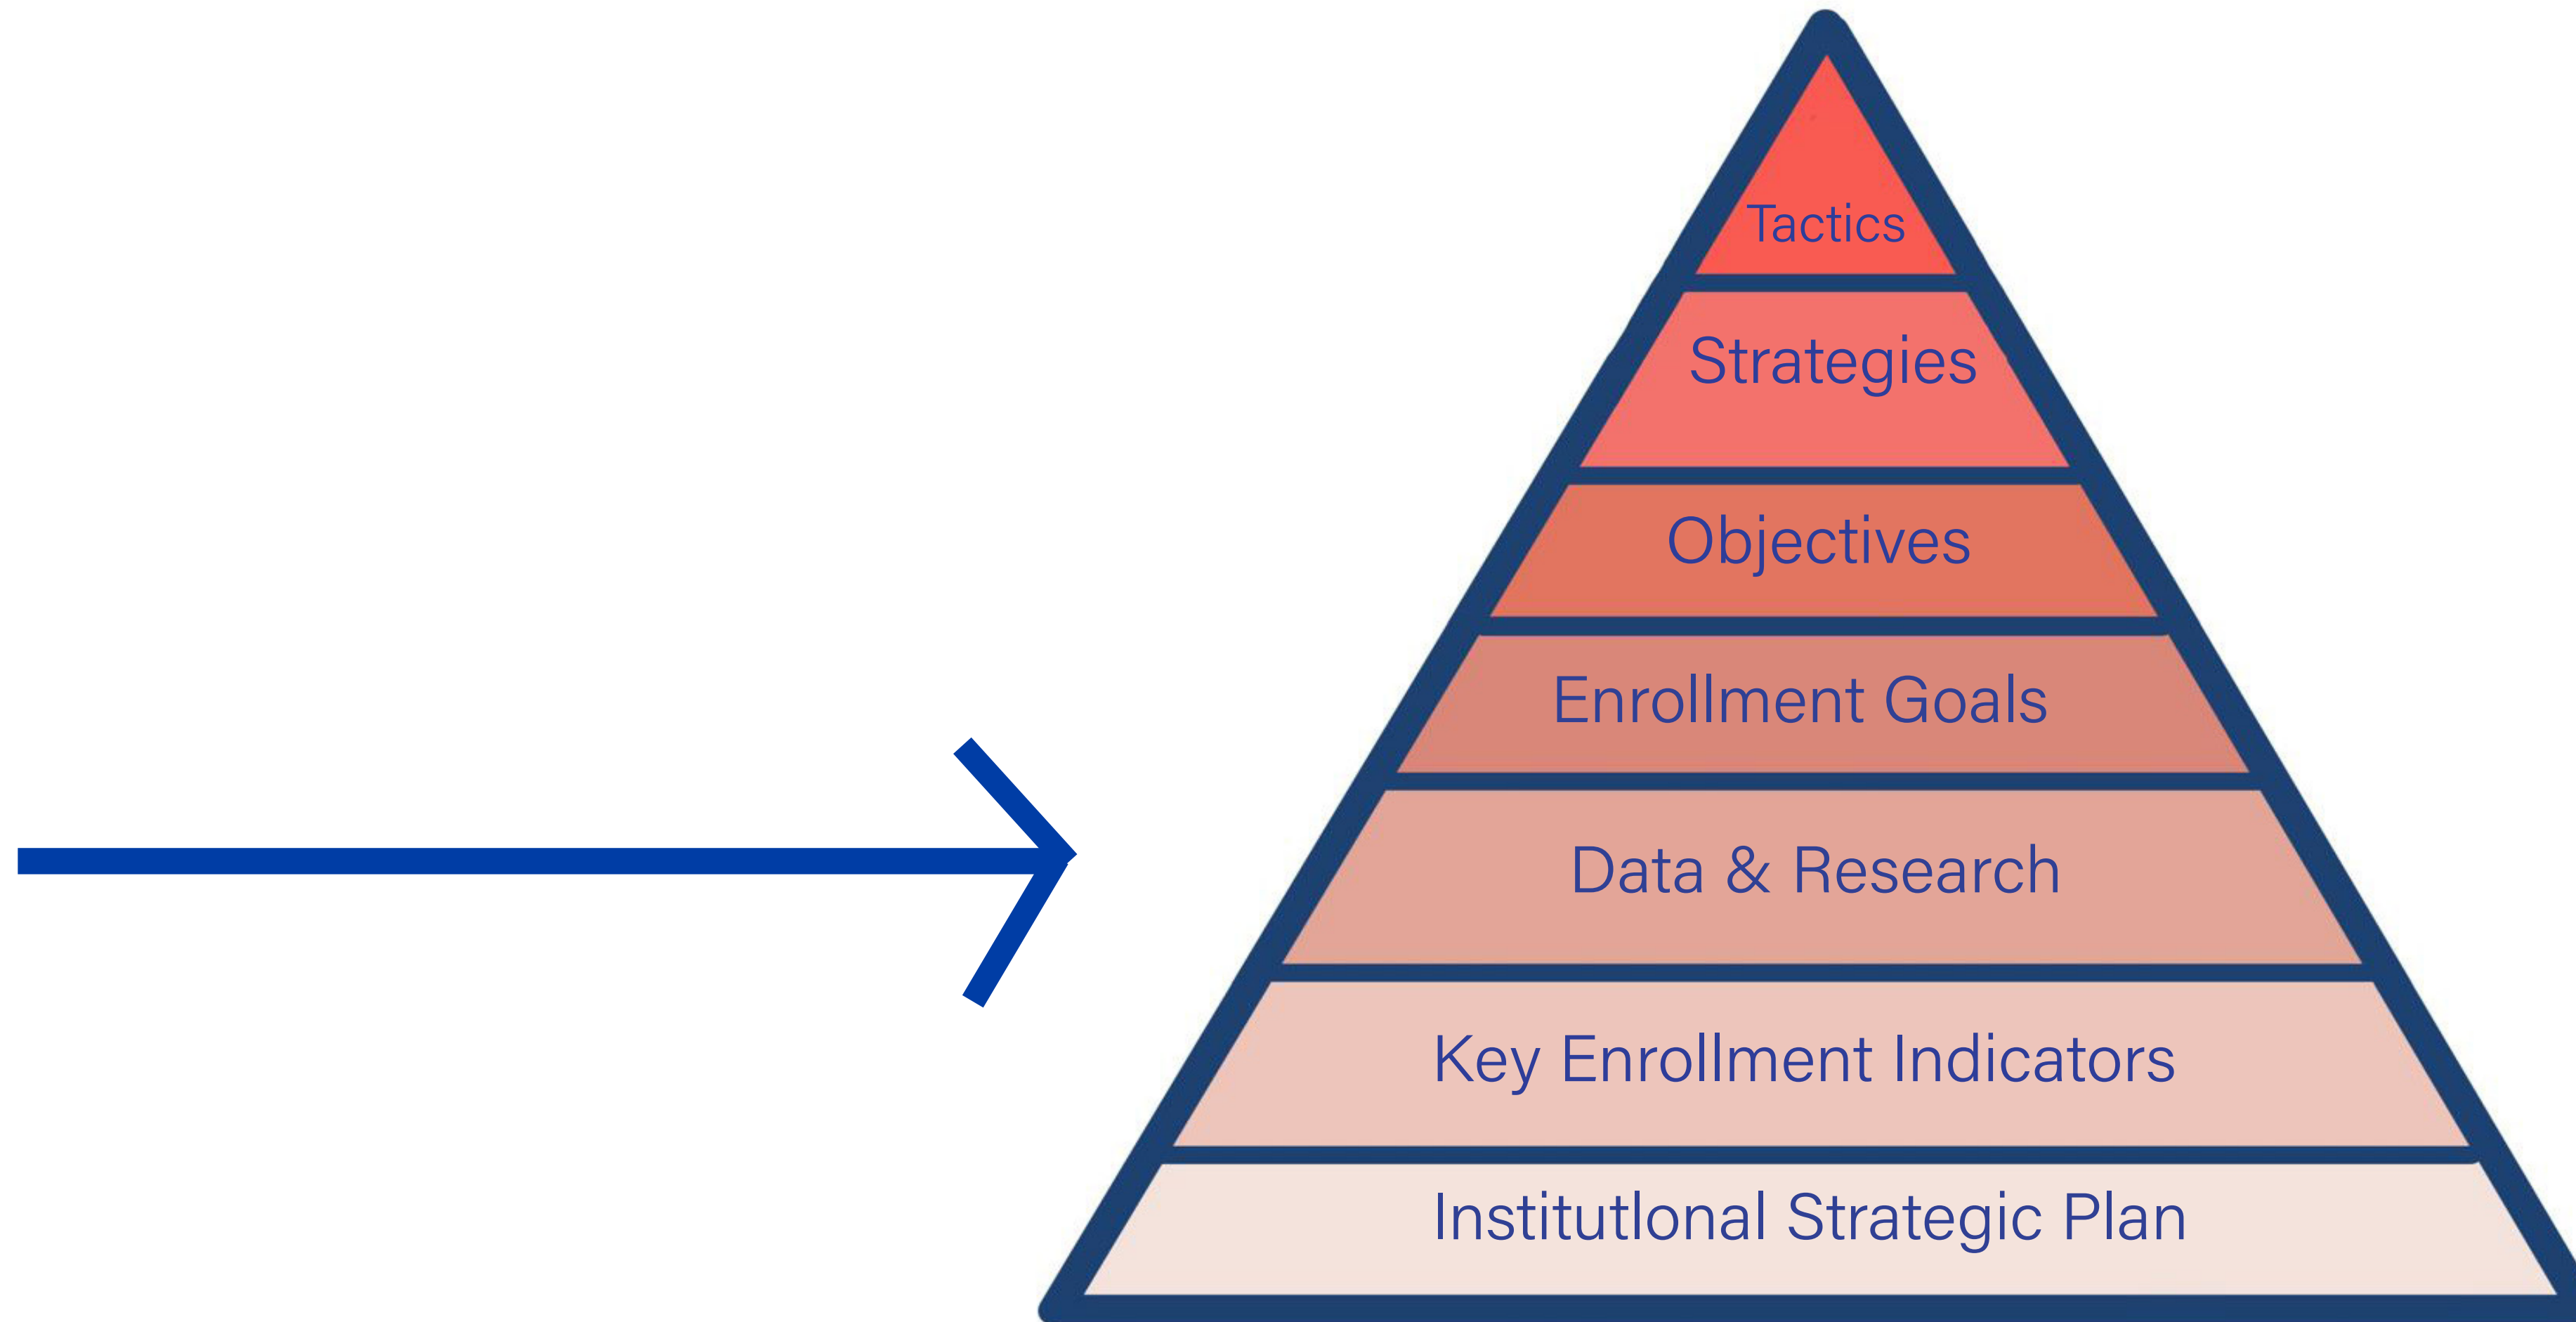 Tactics
Strategies
Objectives
Enrollment Goals
Data & Research
Key Enrollment Indicators
Institutlonal Strategic Plan